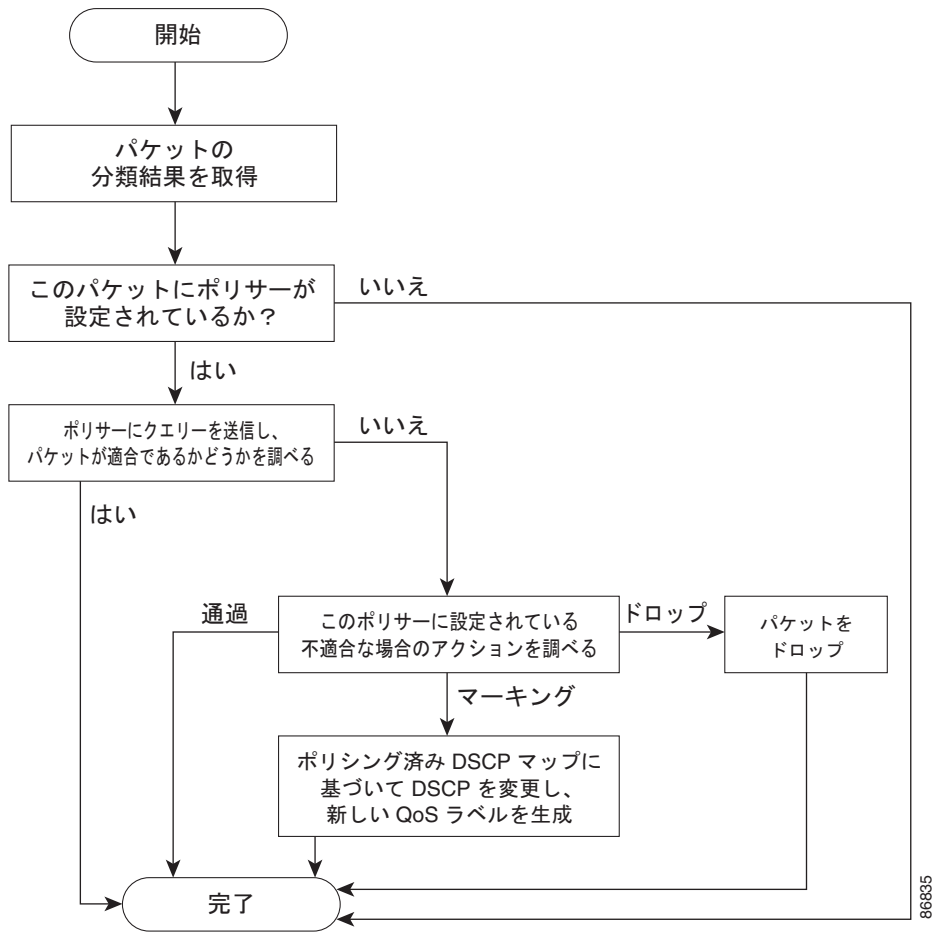 開始
パケットの
分類結果を取得
このパケットにポリサーが
設定されているか？
いいえ
はい
ポリサーにクエリーを送信し、
パケットが適合であるかどうかを調べる
いいえ
はい
通過
このポリサーに設定されている
不適合な場合のアクションを調べる
ドロップ
パケットを
ドロップ
マーキング
ポリシング済み DSCP マップに
基づいて DSCP を変更し、
新しい QoS ラベルを生成
完了
86835